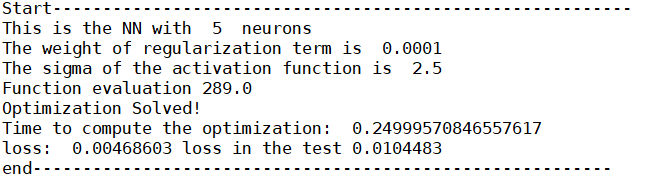 Start---------------------------------------------------------------
This is the NN with  5  neurons
The weight of regularization term is  0.0001
The sigma of the activation function is  2.5
Function evaluation 289.0
Optimization Solved!
Time to compute the optimization:  0.24999570846557617
loss:  0.00468603 loss in the test 0.0104483
end---------------------------------------------------------------